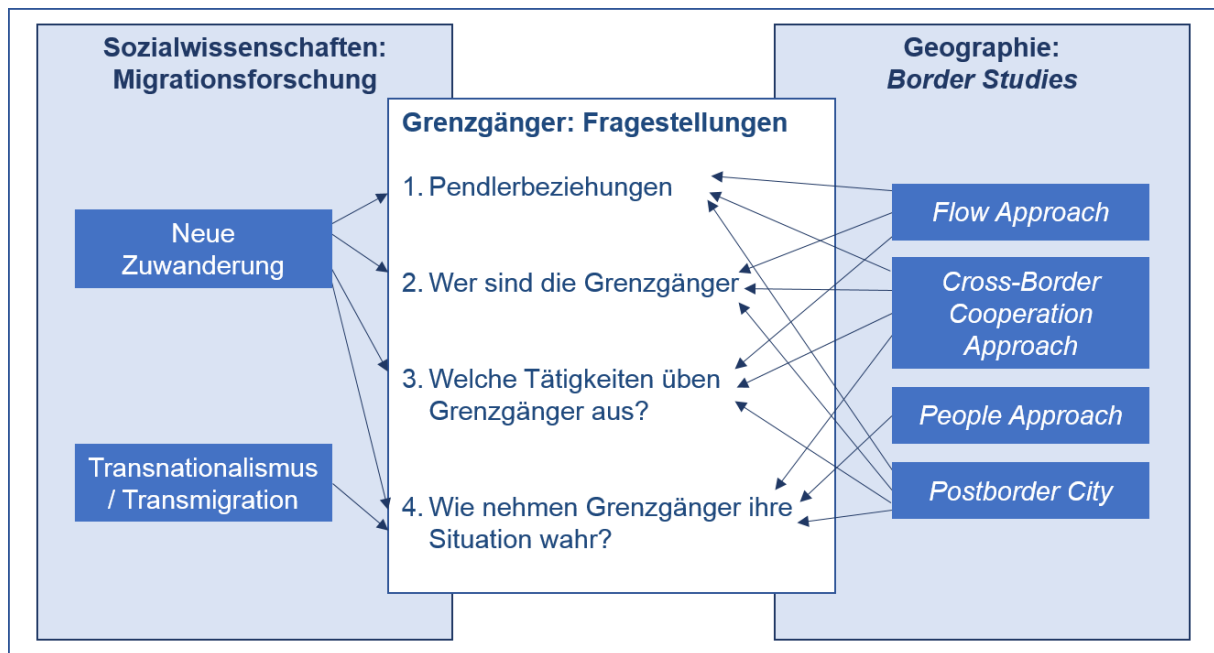 Sozialwissenschaften:
Migrationsforschung
Neue
Zuwanderung
Transnationalismus
/ Transmigration
Grenzgänger: Fragestellungen
1. Pendlerbeziehungen
2. Wer sind die Grenzgänger
3. Welche Tätigkeiten üben
Grenzgänger aus?
4. Wie nehmen Grenzgänger ihre
Situation wahr?
Geographie:
Border Studies
Flow Approach
Cross-Border
Cooperation
Approach
People Approach
Postborder City